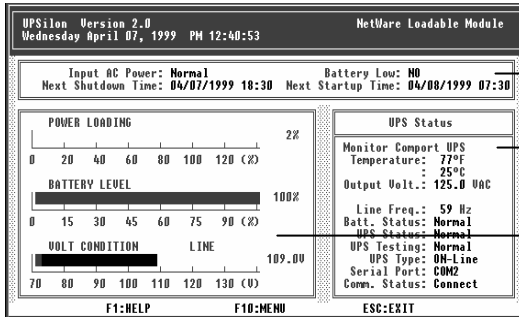 UPSilon Version 2.0 NetWare Loadable Module
Wednesday April 07, 1999 PM 12:40:53
Input AC Power: Normal Battery Low: NO
Next Shutdown Time: 04/07/1999 18:30 Next Startup Time: 04/08/1999 07:30
POWER LOADING
2%
0 20 40 60 80 100 120 (%)
BATTERY LEVEL
100%
0 15 30 45 60 75 90 (%)
VOLT CONDITION LINE
109.0V
70 80 90 100 110 120 130 (V)
UPS Status
Monitor Comport UPS
Temperature: 77°F
: 25°C
Output Volt.: 125.0 VAC
Line Freq.: 59 Hz
Batt. Status: Normal
UPS Status: Normal
UPS Testing: Normal
UPS Type: ON-Line
Serial Port: COM2
Comm. Status: Connect
F1:HELP F10:MENU ESC:EXIT